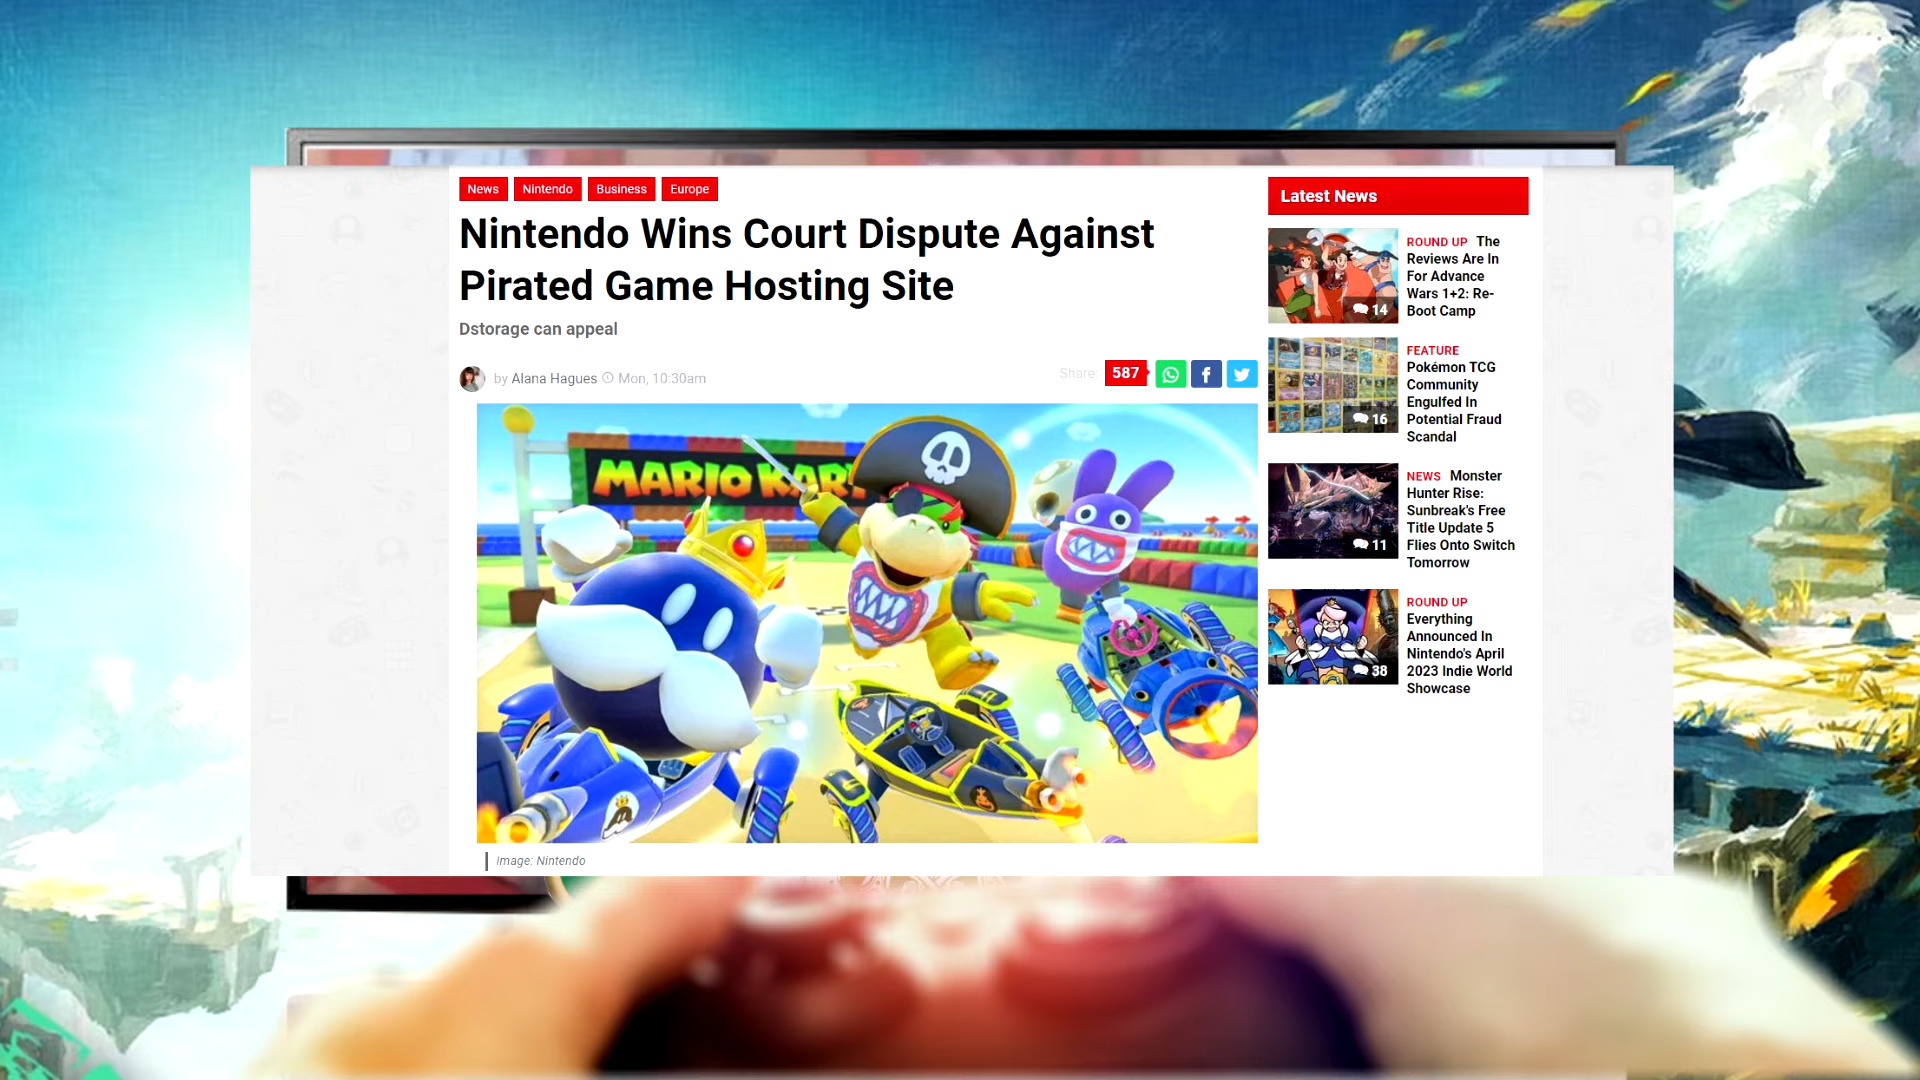 News Nintendo Business Europe
Nintendo Wins Court Dispute Against
Pirated Game Hosting Site
Dstorage can appeal
by Alana Hagues Mon, 10:30am
Share: 587
MARIO KART
Image: Nintendo
Latest News
ROUND UP The
Reviews Are In
For Advance
Wars 1+2: Re-
Boot Camp
14
FEATURE
Pokémon TCG
Community
Engulfed In
Potential Fraud
Scandal
16
NEWS Monster
Hunter Rise:
Sunbreak's Free
Title Update 5
Flies Onto Switch
Tomorrow
11
ROUND UP
Everything
Announced In
Nintendo's April
2023 Indie World
Showcase
38